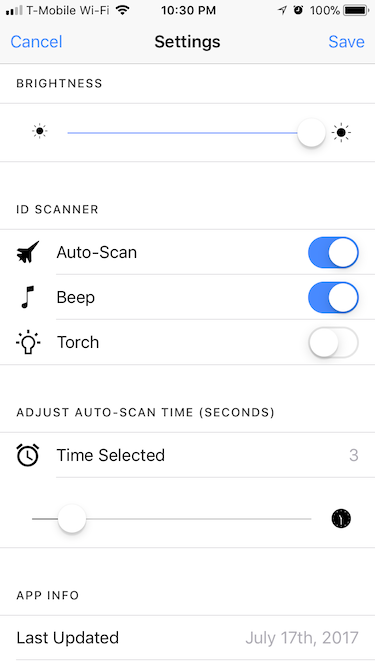 T-Mobile Wi-Fi 10:30 PM 100%
Cancel Settings Save
BRIGHTNESS
ID SCANNER
Auto-Scan
Beep
Torch
ADJUST AUTO-SCAN TIME (SECONDS)
Time Selected 3
APP INFO
Last Updated July 17th, 2017